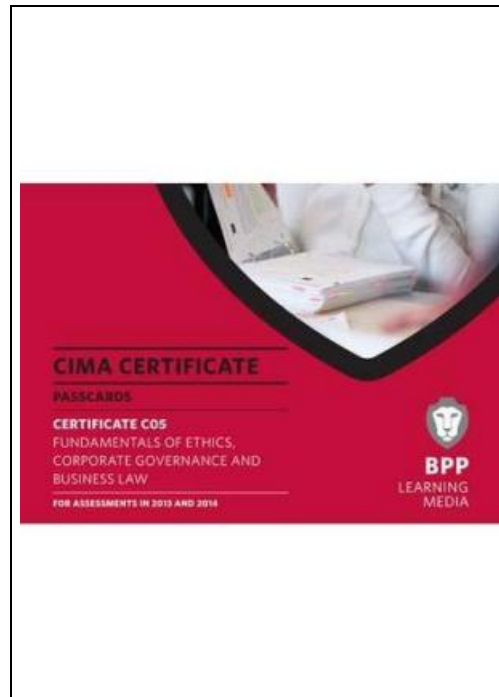 CIMA CERTIFICATE
PASSCARDS
CERTIFICATE C05
FUNDAMENTALS OF ETHICS,
CORPORATE GOVERNANCE AND
BUSINESS LAW
FOR ASSESSMENTS IN 2013 AND 2014
BPP
LEARNING
MEDIA